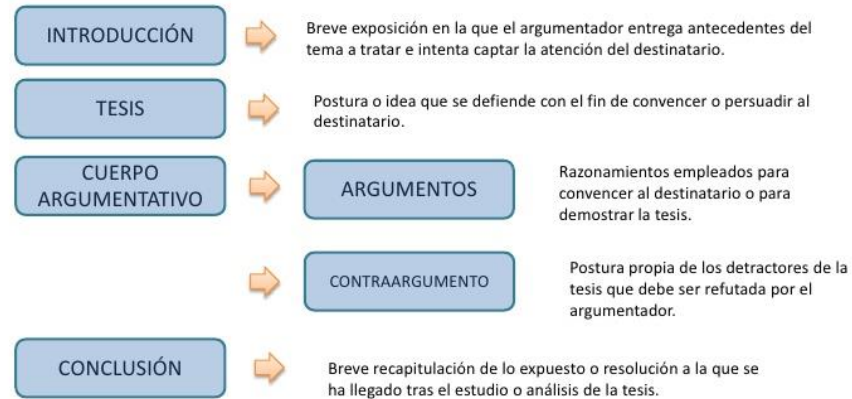 INTRODUCCIÓN
Breve exposición en la que el argumentador entrega antecedentes del
tema a tratar e intenta captar la atención del destinatario.
TESIS
Postura o idea que se defiende con el fin de convencer o persuadir al
destinatario.
CUERPO
ARGUMENTATIVO
ARGUMENTOS
Razonamientos empleados para
convencer al destinatario o para
demostrar la tesis.
CONTRAARGUMENTO
Postura propia de los detractores de la
tesis que debe ser refutada por el
argumentador.
CONCLUSIÓN
Breve recapitulación de lo expuesto o resolución a la que se
ha llegado tras el estudio o análisis de la tesis.